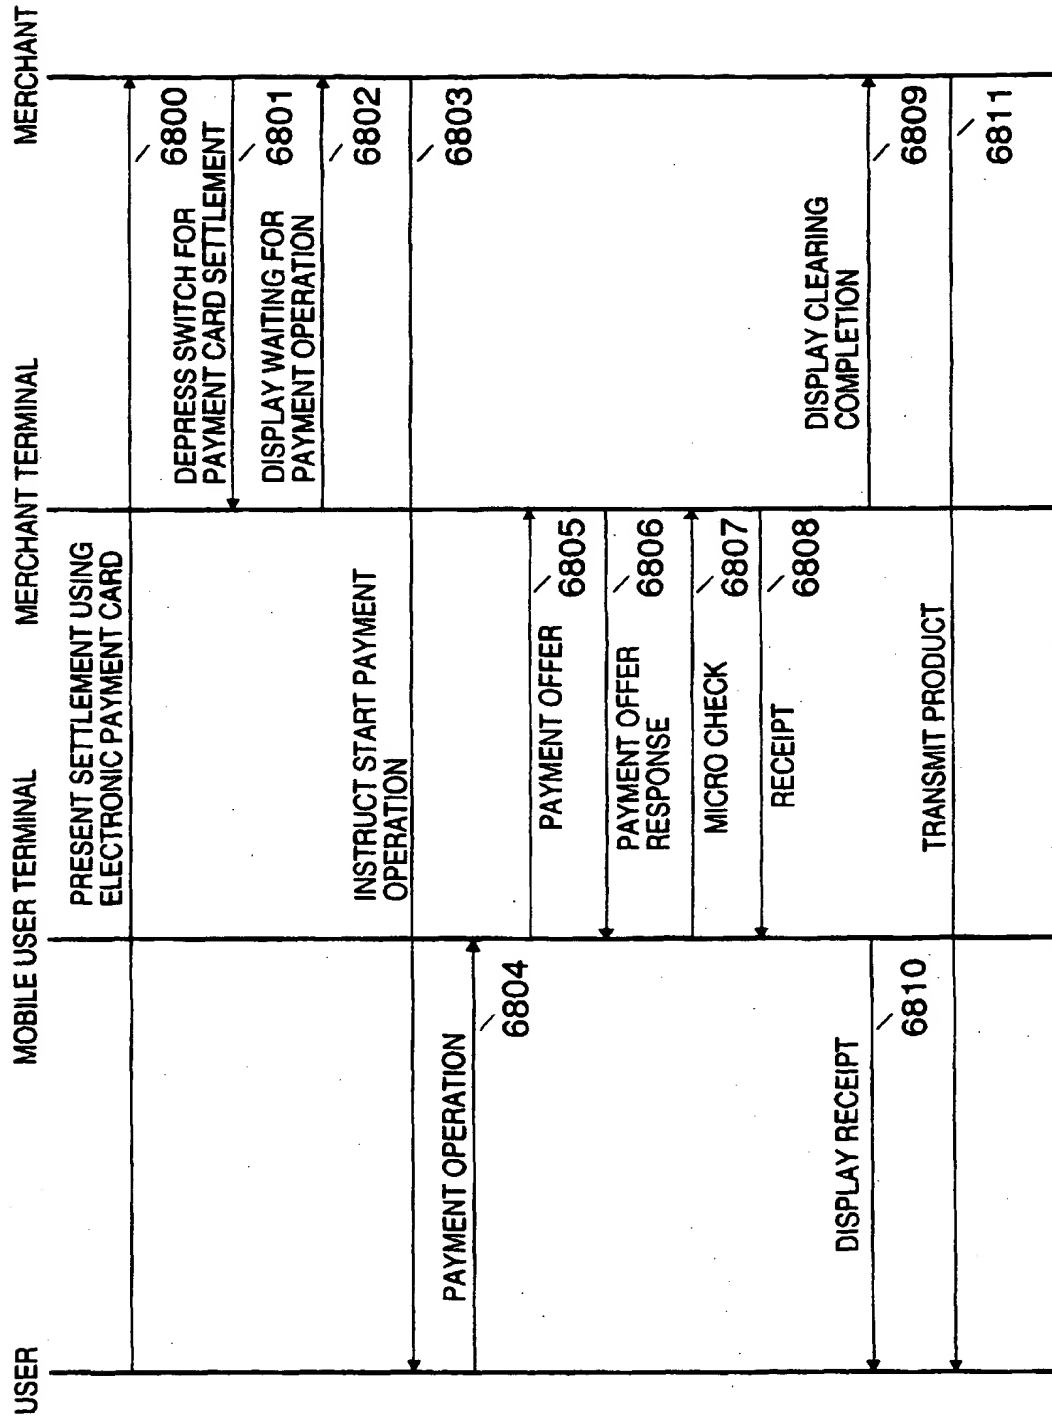 USER
MOBILE USER TERMINAL
MERCHANT TERMINAL
MERCHANT
PRESENT SETTLEMENT USING
ELECTRONIC PAYMENT CARD
6800
DEPRESS SWITCH FOR
PAYMENT CARD SETTLEMENT
6801
DISPLAY WAITING FOR
PAYMENT OPERATION
6802
INSTRUCT START PAYMENT
OPERATION
6803
PAYMENT OPERATION
6804
PAYMENT OFFER
6805
PAYMENT OFFER
RESPONSE
6806
MICRO CHECK
6807
RECEIPT
6808
DISPLAY CLEARING
COMPLETION
6809
DISPLAY RECEIPT
6810
TRANSMIT PRODUCT
6811